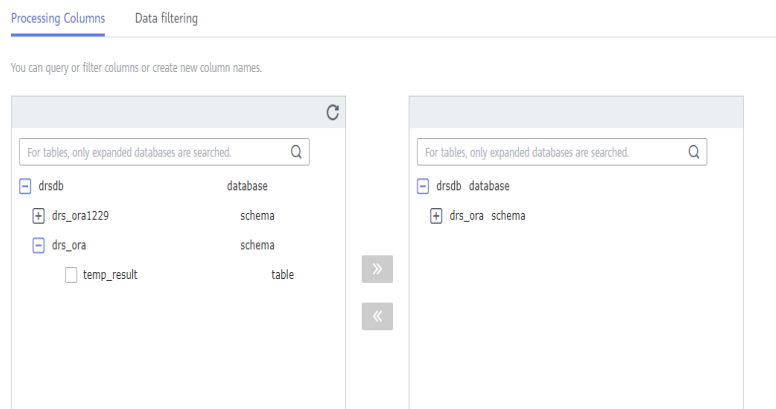 Processing Columns Data filtering
You can query or filter columns or create new column names.
For tables, only expanded databases are searched.
drsdb database
drs_ora1229 schema
drs_ora schema
temp_result table
For tables, only expanded databases are searched.
drsdb database
drs_ora schema